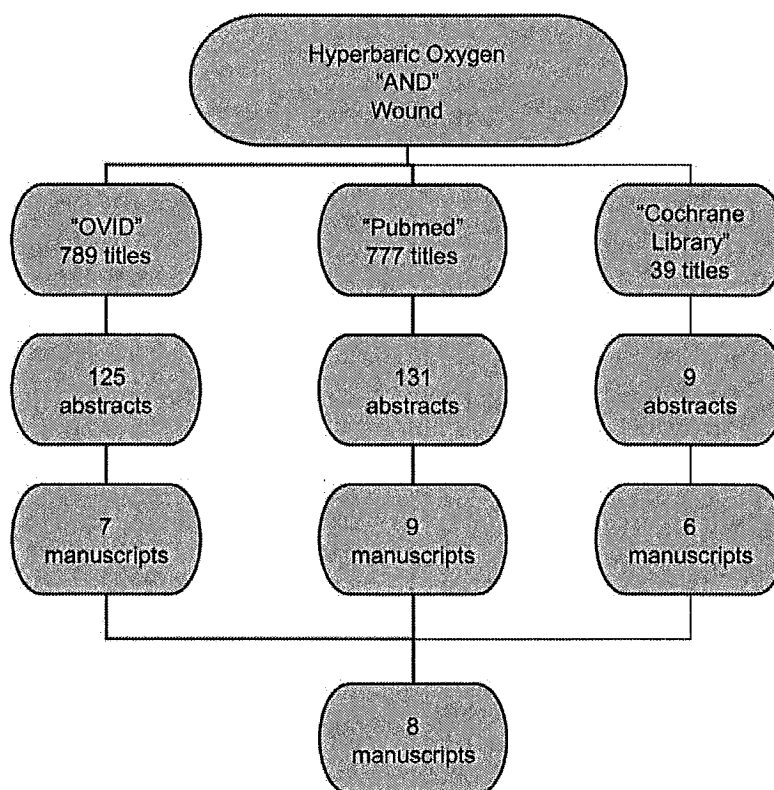 Hyperbaric Oxygen
"AND"
Wound
"OVID"
789 titles
"Pubmed"
777 titles
"Cochrane
Library"
39 titles
125
abstracts
131
abstracts
9
abstracts
7
manuscripts
9
manuscripts
6
manuscripts
8
manuscripts